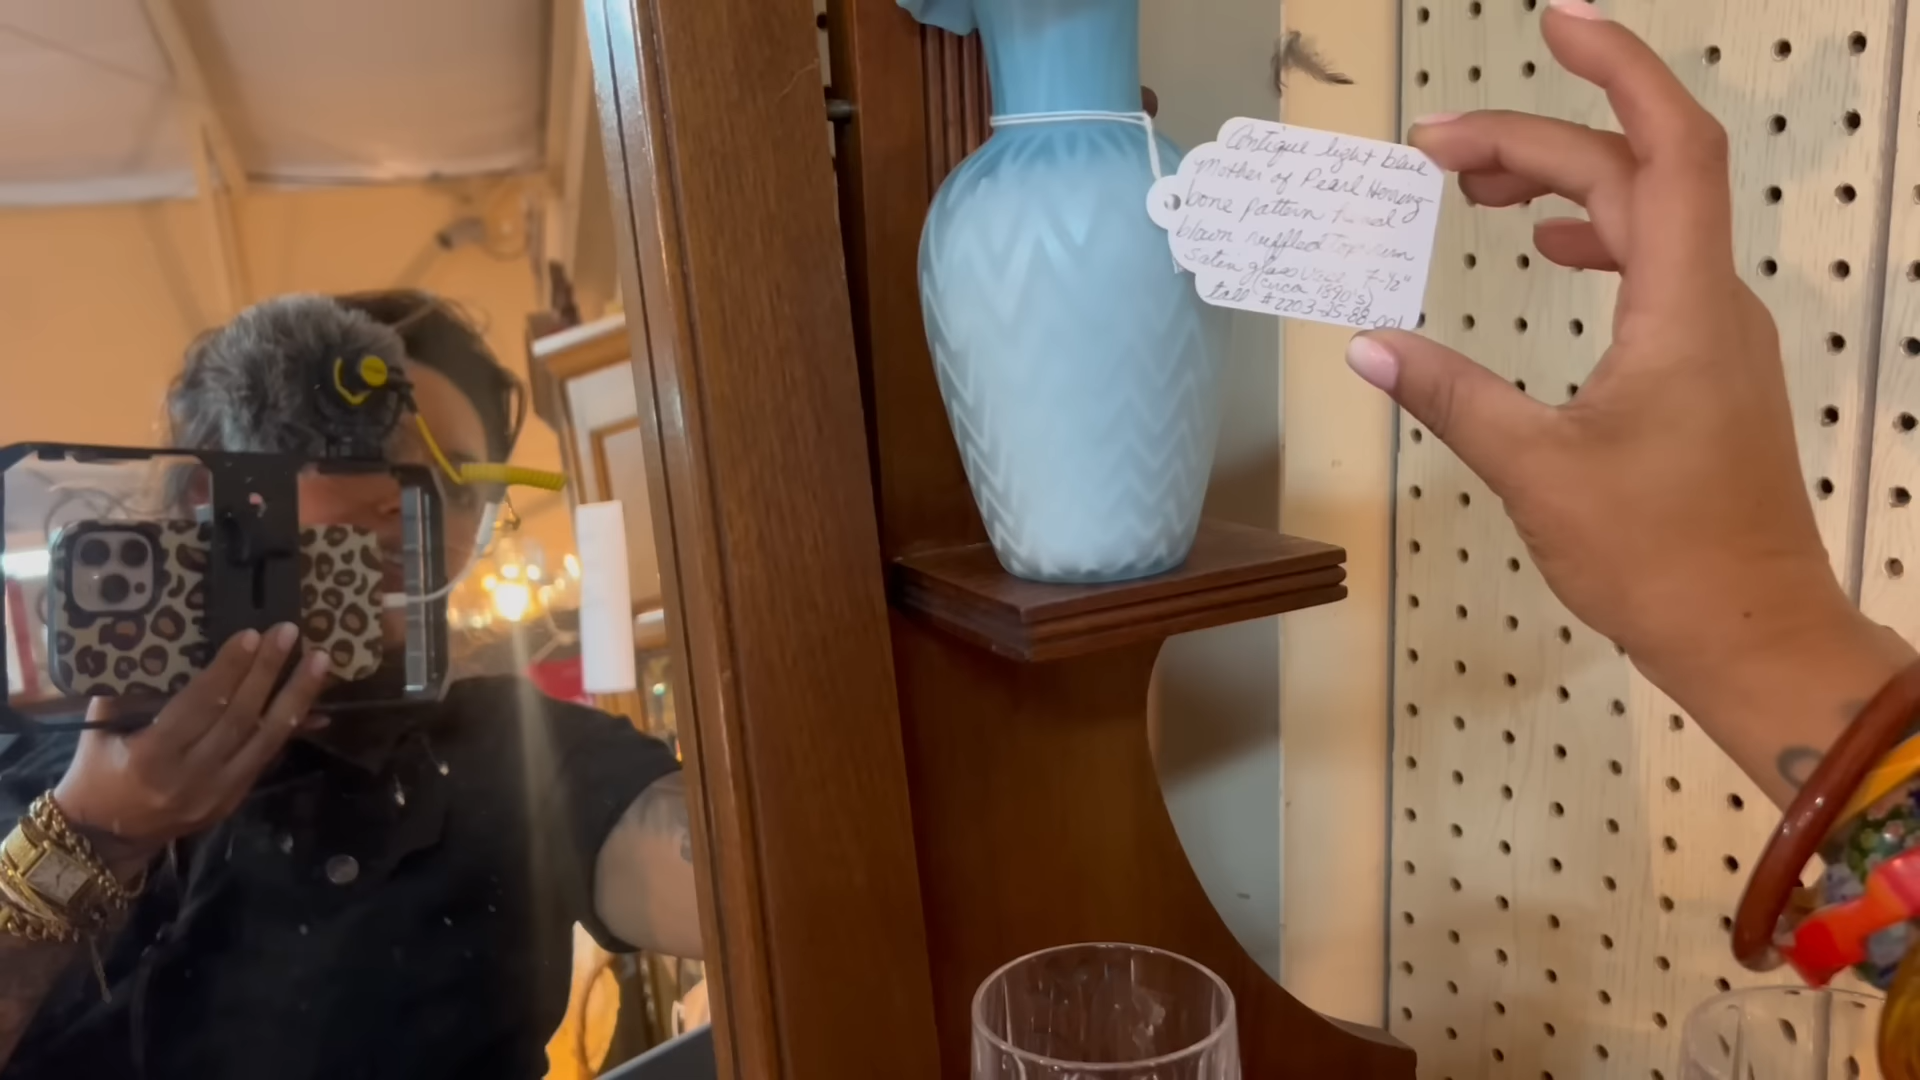 Antique light blue
Mother of Pearl Herring-
bone pattern hand
blown ruffled Top rim
Satin glass vase 7-½"
(circa 1890's)
tall #2203-25-88-001